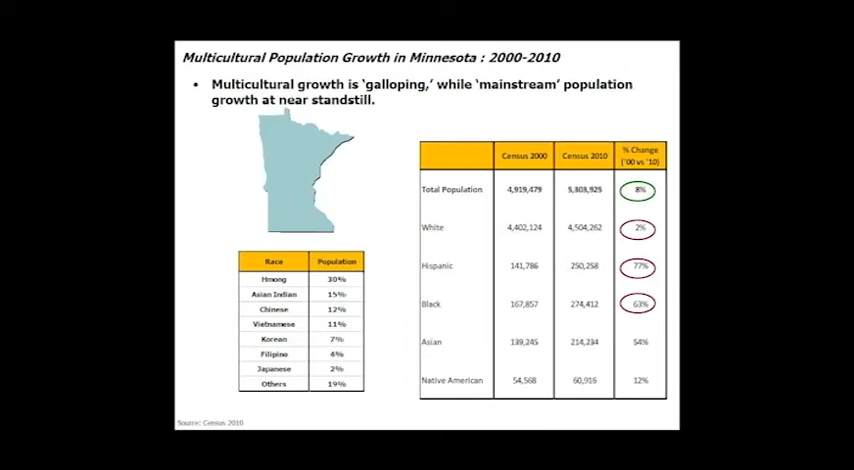 Multicultural Population Growth in Minnesota : 2000-2010
• Multicultural growth is 'galloping,' while 'mainstream' population
growth at near standstill.
Census 2000 Census 2010 % Change ('00 vs '10)
Total Population 4,919,479 5,303,925 8%
White 4,402,124 4,504,262 2%
Hispanic 141,786 250,258 77%
Black 167,857 274,412 63%
Asian 139,245 214,234 54%
Native American 54,568 60,916 12%
Race Population
Hmong 30%
Asian Indian 15%
Chinese 12%
Vietnamese 11%
Korean 7%
Filipino 4%
Japanese 2%
Others 19%
Source: Census 2010